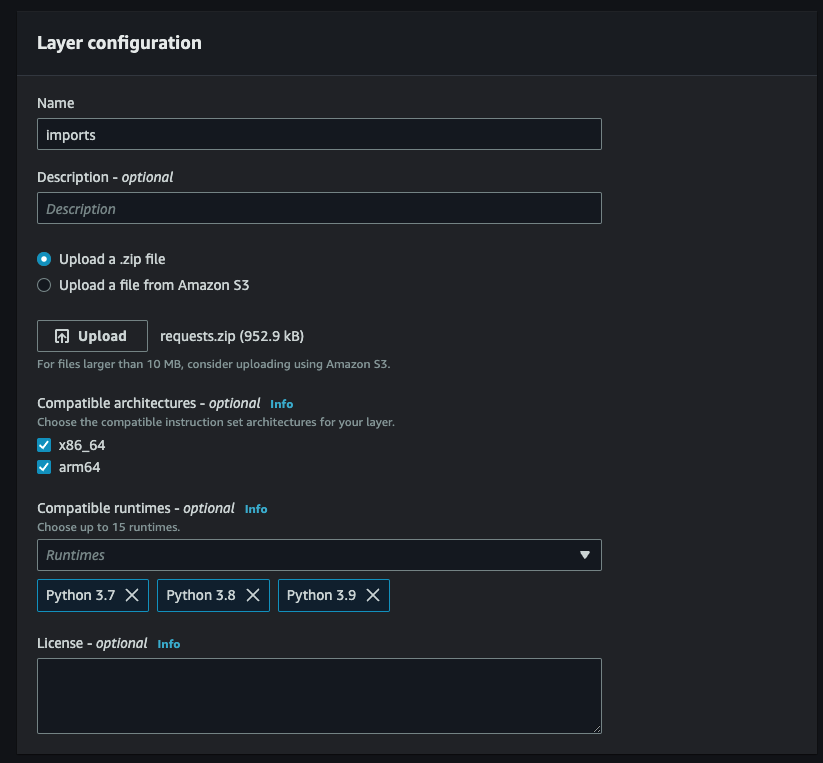 Layer configuration
Name
imports
Description - optional
Description
Upload a .zip file
Upload a file from Amazon S3
Upload requests.zip (952.9 kB)
For files larger than 10 MB, consider uploading using Amazon S3.
Compatible architectures - optional Info
Choose the compatible instruction set architectures for your layer.
x86_64
arm64
Compatible runtimes - optional Info
Choose up to 15 runtimes.
Runtimes
Python 3.7 Python 3.8 Python 3.9
License - optional Info